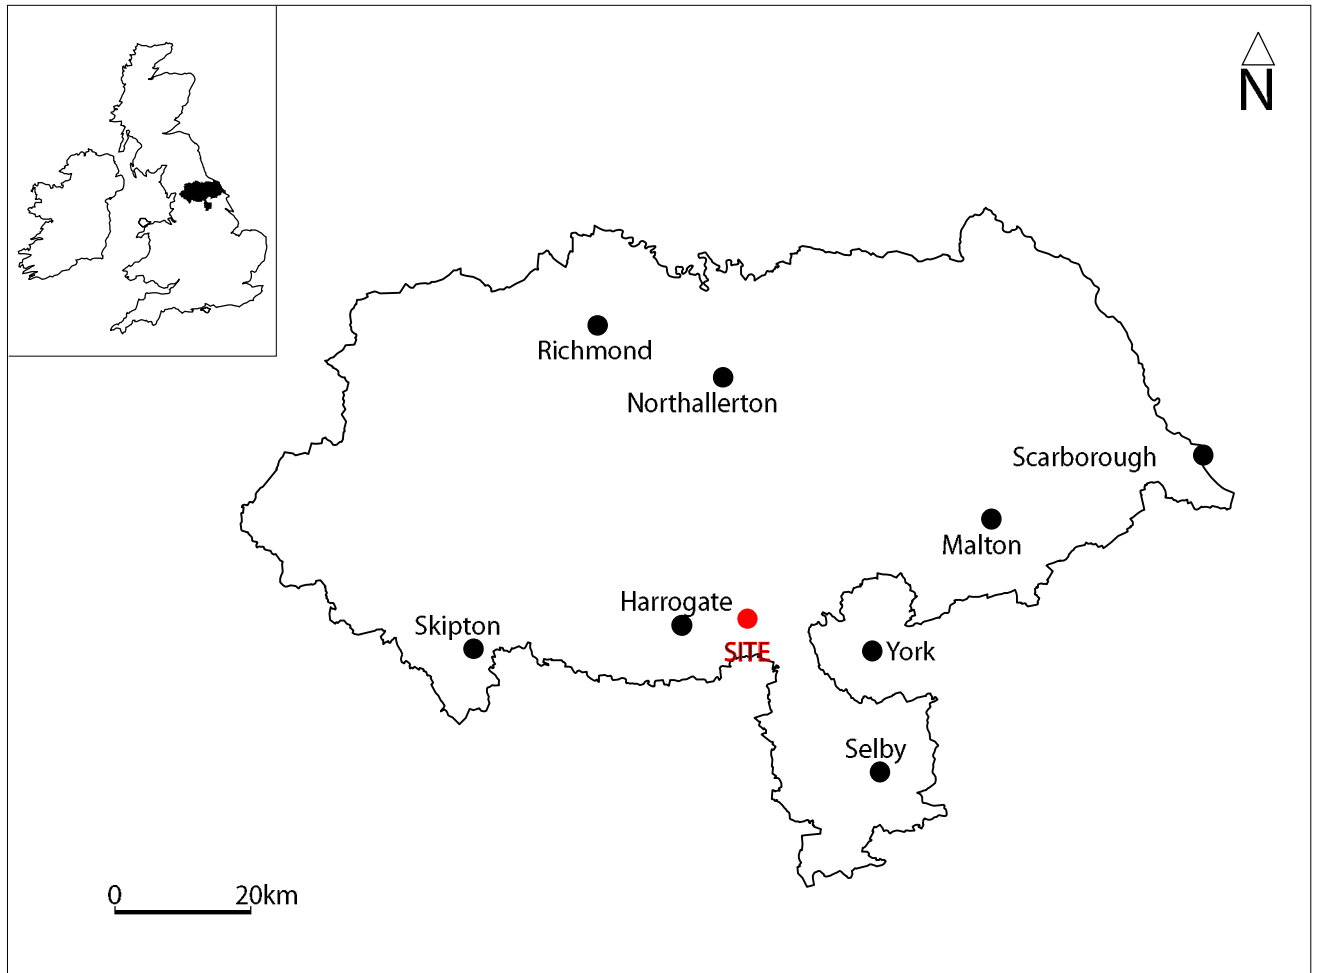 N
Richmond
Northallerton
Scarborough
Malton
Harrogate
Skipton
SITE
York
Selby
0 20km